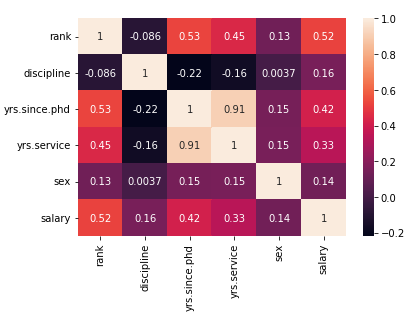 rank 1 -0.086 0.53 0.45 0.13 0.52
discipline -0.086 1 -0.22 -0.16 0.0037 0.16
yrs.since.phd 0.53 -0.22 1 0.91 0.15 0.42
yrs.service 0.45 -0.16 0.91 1 0.15 0.33
sex 0.13 0.0037 0.15 0.15 1 0.14
salary 0.52 0.16 0.42 0.33 0.14 1
rank
discipline
yrs.since.phd
yrs.service
sex
salary
1.0
0.8
0.6
0.4
0.2
0.0
−0.2